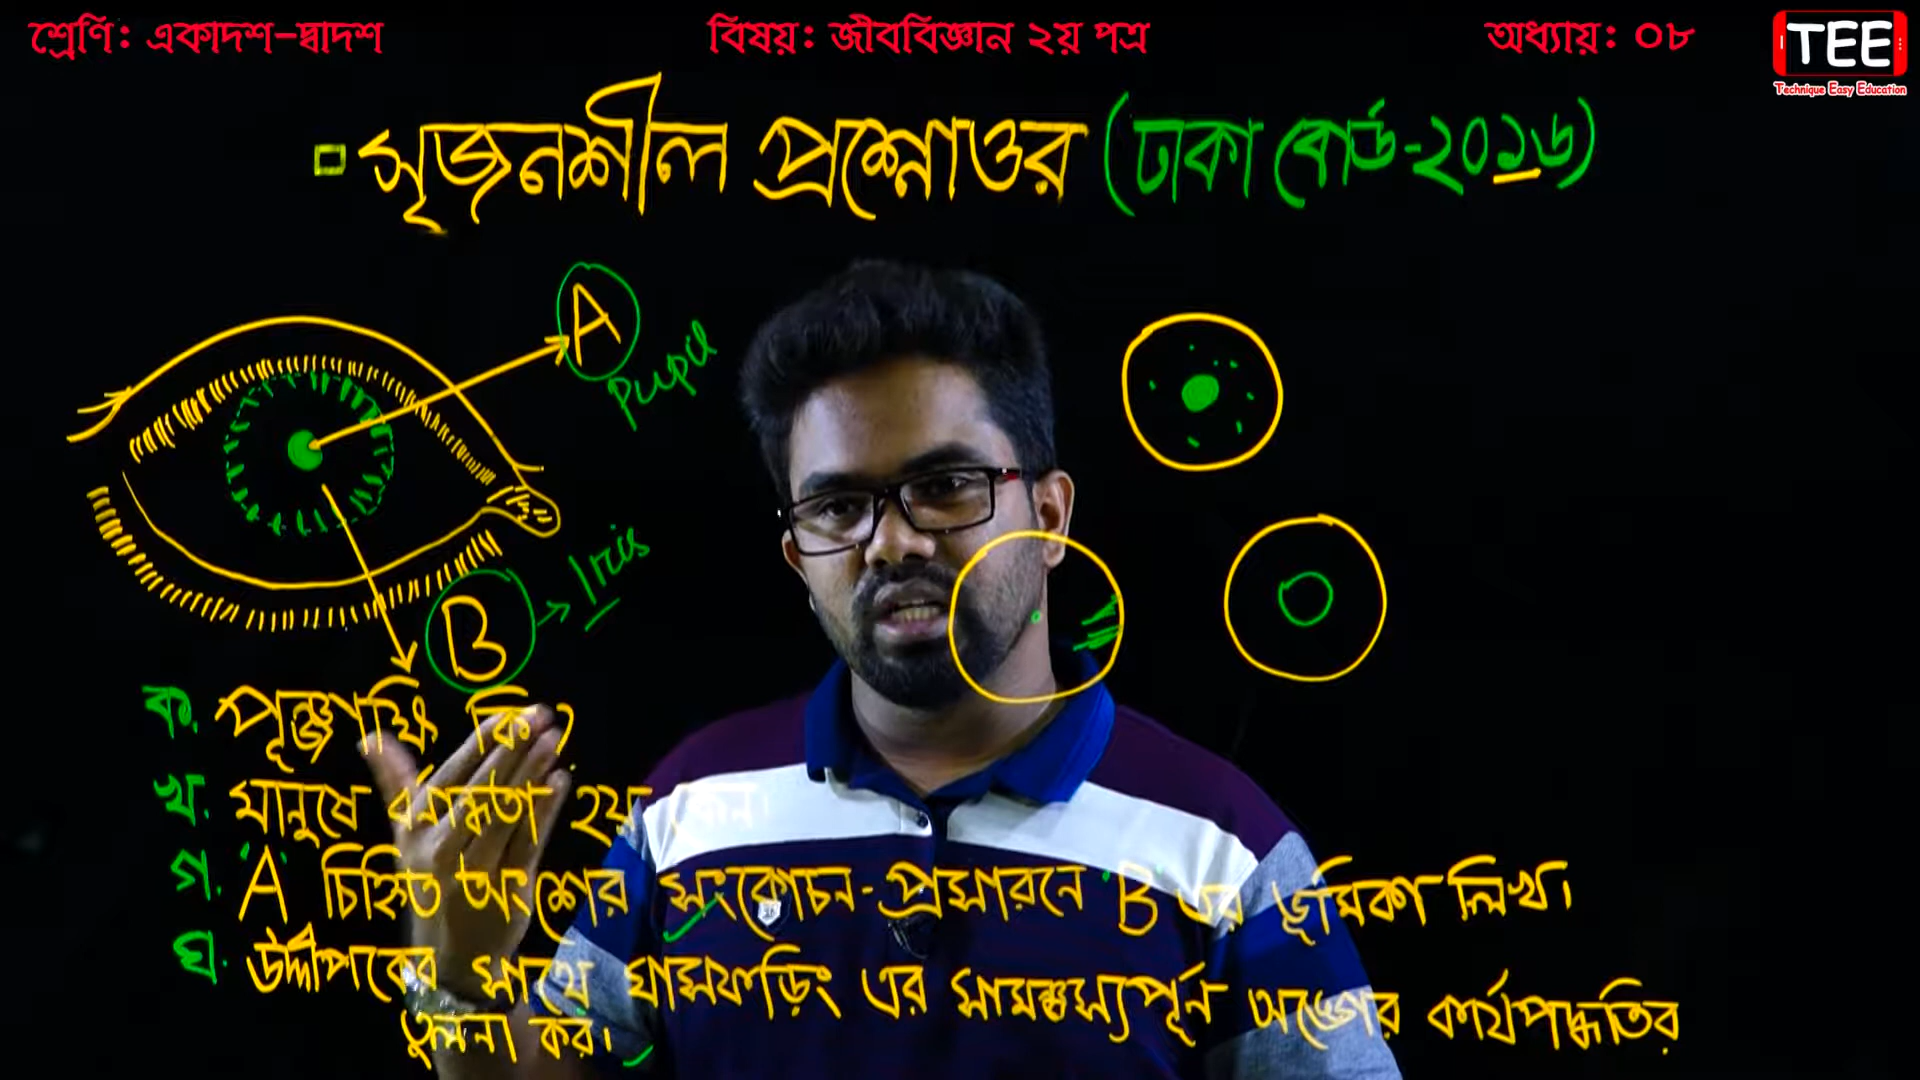 শ্রেণি: একাদশ-দ্বাদশ
বিষয়: জীববিজ্ঞান ২য় পত্র
অধ্যায়: ০৮
TEE
Technique Easy Education
সৃজনশীল প্রশ্নোত্তর (ঢাকা বোর্ড-২০১৬)
A
Pupil
B → Iris
ক. পূঞ্জাক্ষি কি?
খ. মানুষে বর্ণান্ধতা হয় কেন।
গ. 'A' চিহ্নিত অংশের সংকোচন-প্রসারনে 'B' এর ভূমিকা লিখ।
ঘ. উদ্দীপকের সাথে ঘাসফড়িং এর সামঞ্জস্যপূর্ন অঙ্গের কার্যপদ্ধতির
তুলনা কর।